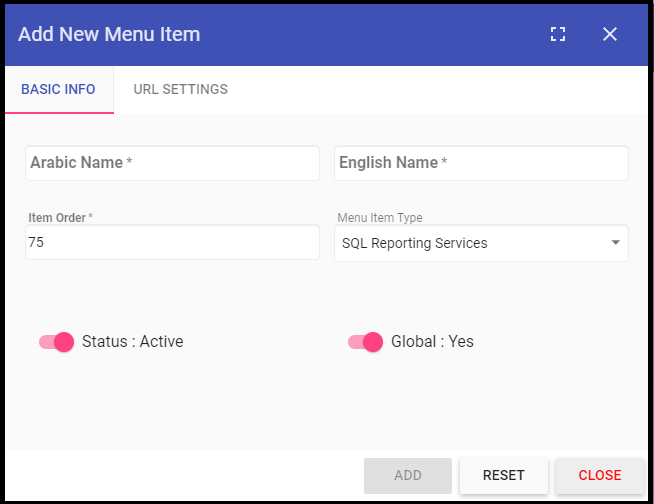 Add New Menu Item
BASIC INFO URL SETTINGS
Arabic Name * English Name *
Item Order * Menu Item Type
75 SQL Reporting Services
Status : Active Global : Yes
ADD RESET CLOSE